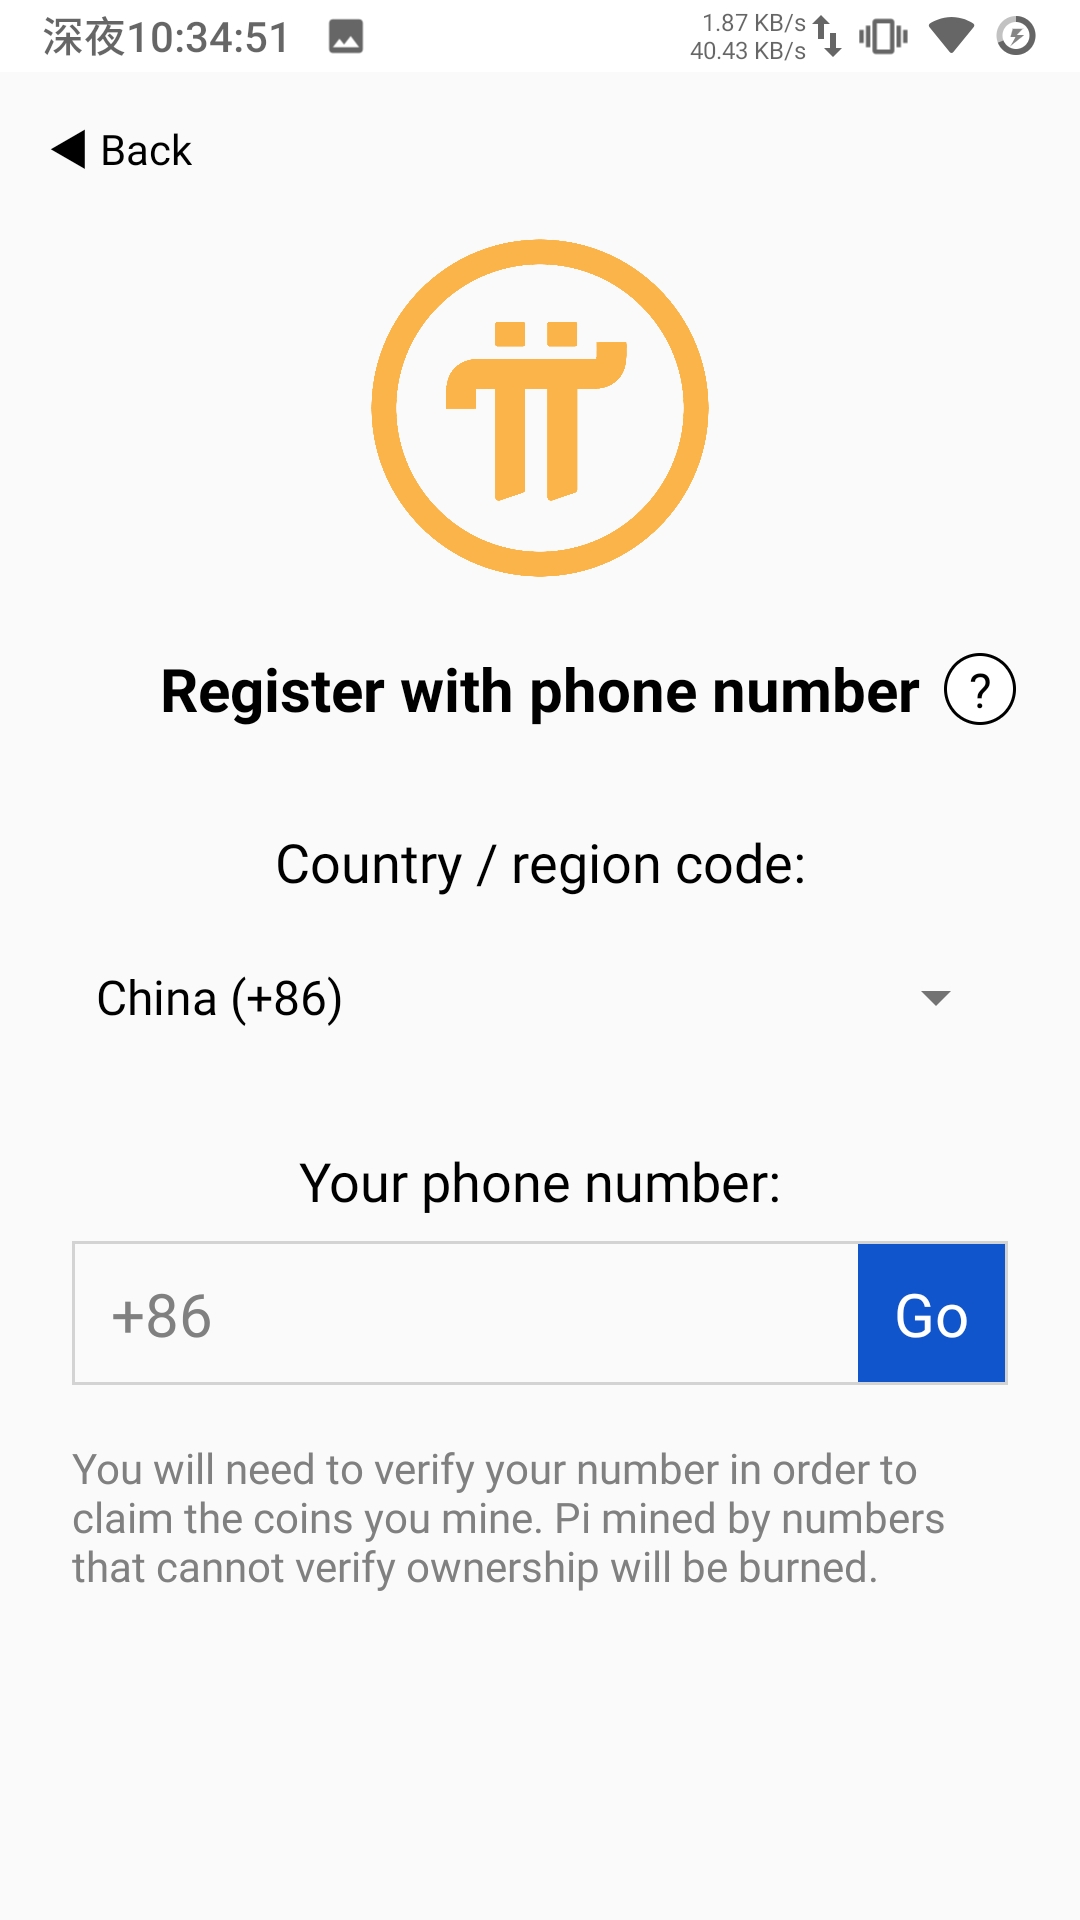 深夜10:34:51
1.87 KB/s
40.43 KB/s
Back
Register with phone number ?
Country / region code:
China (+86)
Your phone number:
+86
Go
You will need to verify your number in order to
claim the coins you mine. Pi mined by numbers
that cannot verify ownership will be burned.